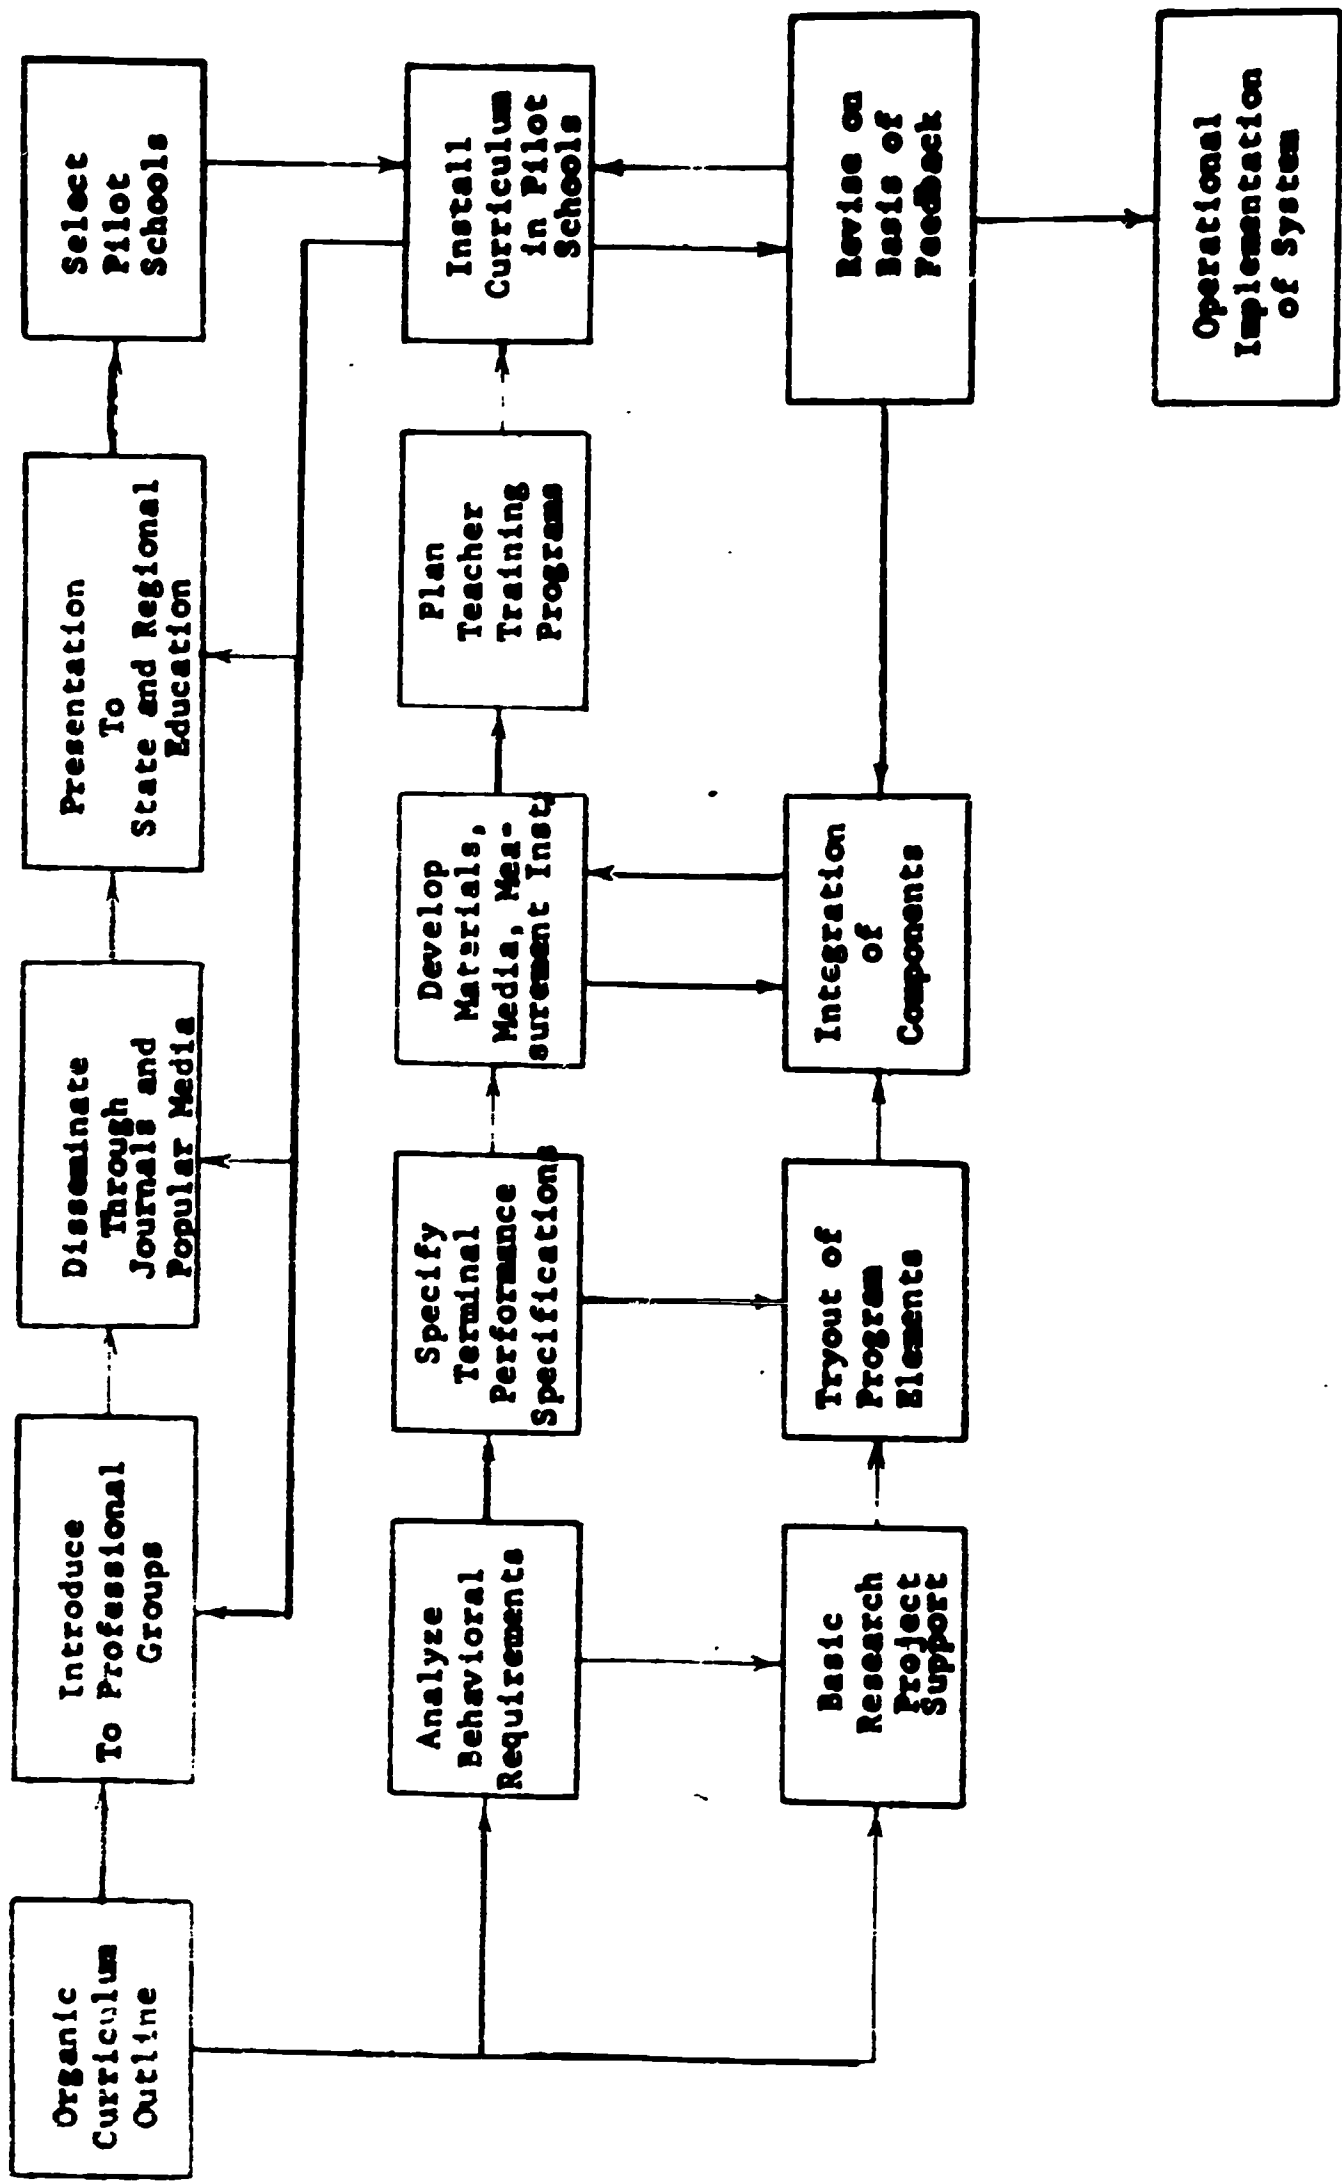 Organic
Curriculum
Outline
Introduce
To Professional
Groups
Disseminate
Through
Journals and
Popular Media
Presentation
To
State and Regional
Education
Select
Pilot
Schools
Analyze
Behavioral
Requirements
Specify
Terminal
Performance
Specifications
Develop
Materials,
Media, Mea-
surement Inst.
Plan
Teacher
Training
Programs
Install
Curriculum
in Pilot
Schools
Basic
Research
Project
Support
Tryout of
Program
Elements
Integration
of
Components
Revise on
Basis of
Feedback
Operational
Implementation
of System